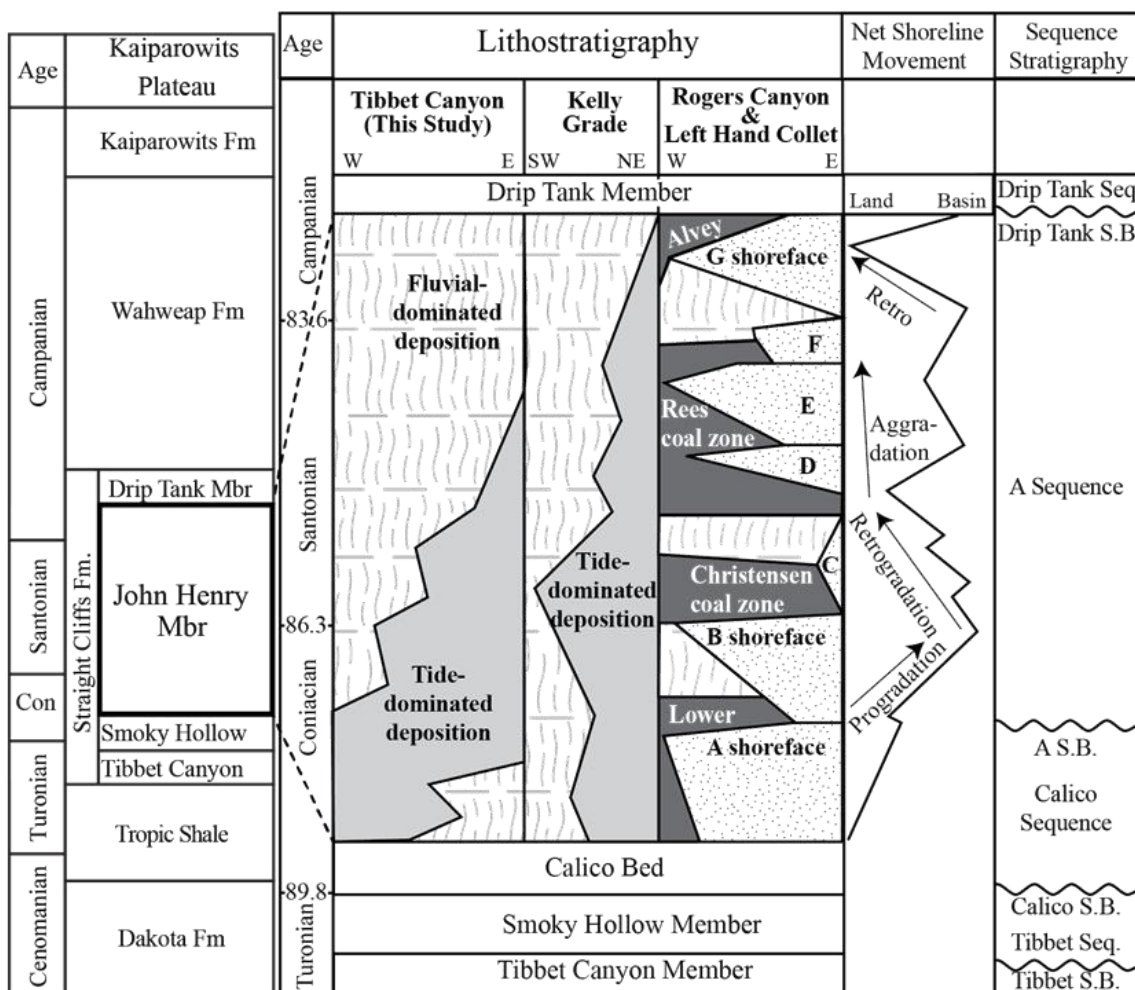 Age
Kaiparowits
Plateau
Kaiparowits Fm
Wahweap Fm
Drip Tank Mbr
John Henry
Mbr
Smoky Hollow
Tibbet Canyon
Straight Cliffs Fm.
Tropic Shale
Dakota Fm
Campanian
Santonian
Con
Turonian
Cenomanian
Age
Lithostratigraphy
Net Shoreline
Movement
Sequence
Stratigraphy
Tibbet Canyon
(This Study)
W E
Kelly
Grade
SW NE
Rogers Canyon
&
Left Hand Collet
W E
Campanian
83.6
Santonian
86.3
Coniacian
89.8
Turonian
Drip Tank Member
Fluvial-
dominated
deposition
Tide-
dominated
deposition
Tide-
dominated
deposition
Alvey
G shoreface
F
E
Rees
coal zone
D
C
Christensen
coal zone
B shoreface
Lower
A shoreface
Calico Bed
Smoky Hollow Member
Tibbet Canyon Member
Land Basin
Retro
Aggra-
dation
Retrogradation
Progradation
Drip Tank Seq
Drip Tank S.B
A Sequence
A S.B.
Calico
Sequence
Calico S.B.
Tibbet Seq.
Tibbet S.B.